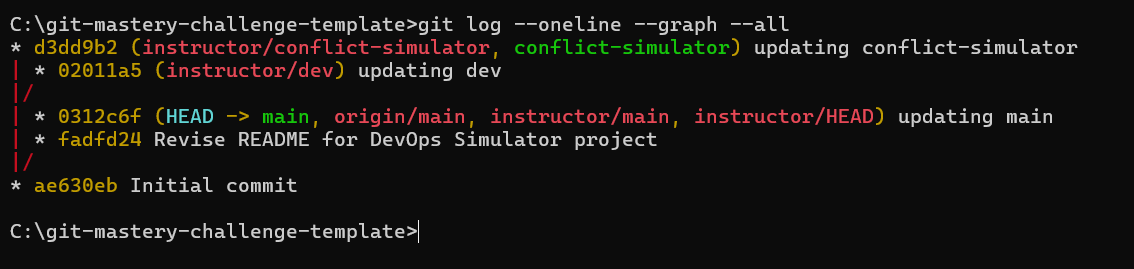 C:\git-mastery-challenge-template>git log --oneline --graph --all
* d3dd9b2 (instructor/conflict-simulator, conflict-simulator) updating conflict-simulator
| * 02011a5 (instructor/dev) updating dev
|/
| * 0312c6f (HEAD -> main, origin/main, instructor/main, instructor/HEAD) updating main
| * fadfd24 Revise README for DevOps Simulator project
|/
* ae630eb Initial commit
C:\git-mastery-challenge-template>